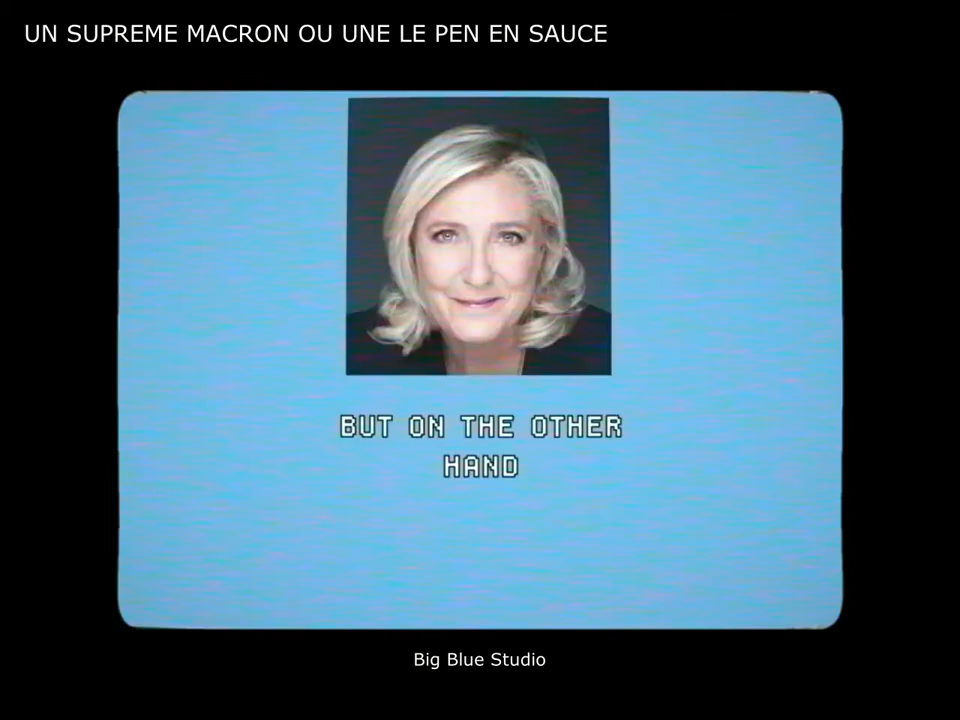 UN SUPREME MACRON OU UNE LE PEN EN SAUCE
BUT ON THE OTHER
HAND
Big Blue Studio